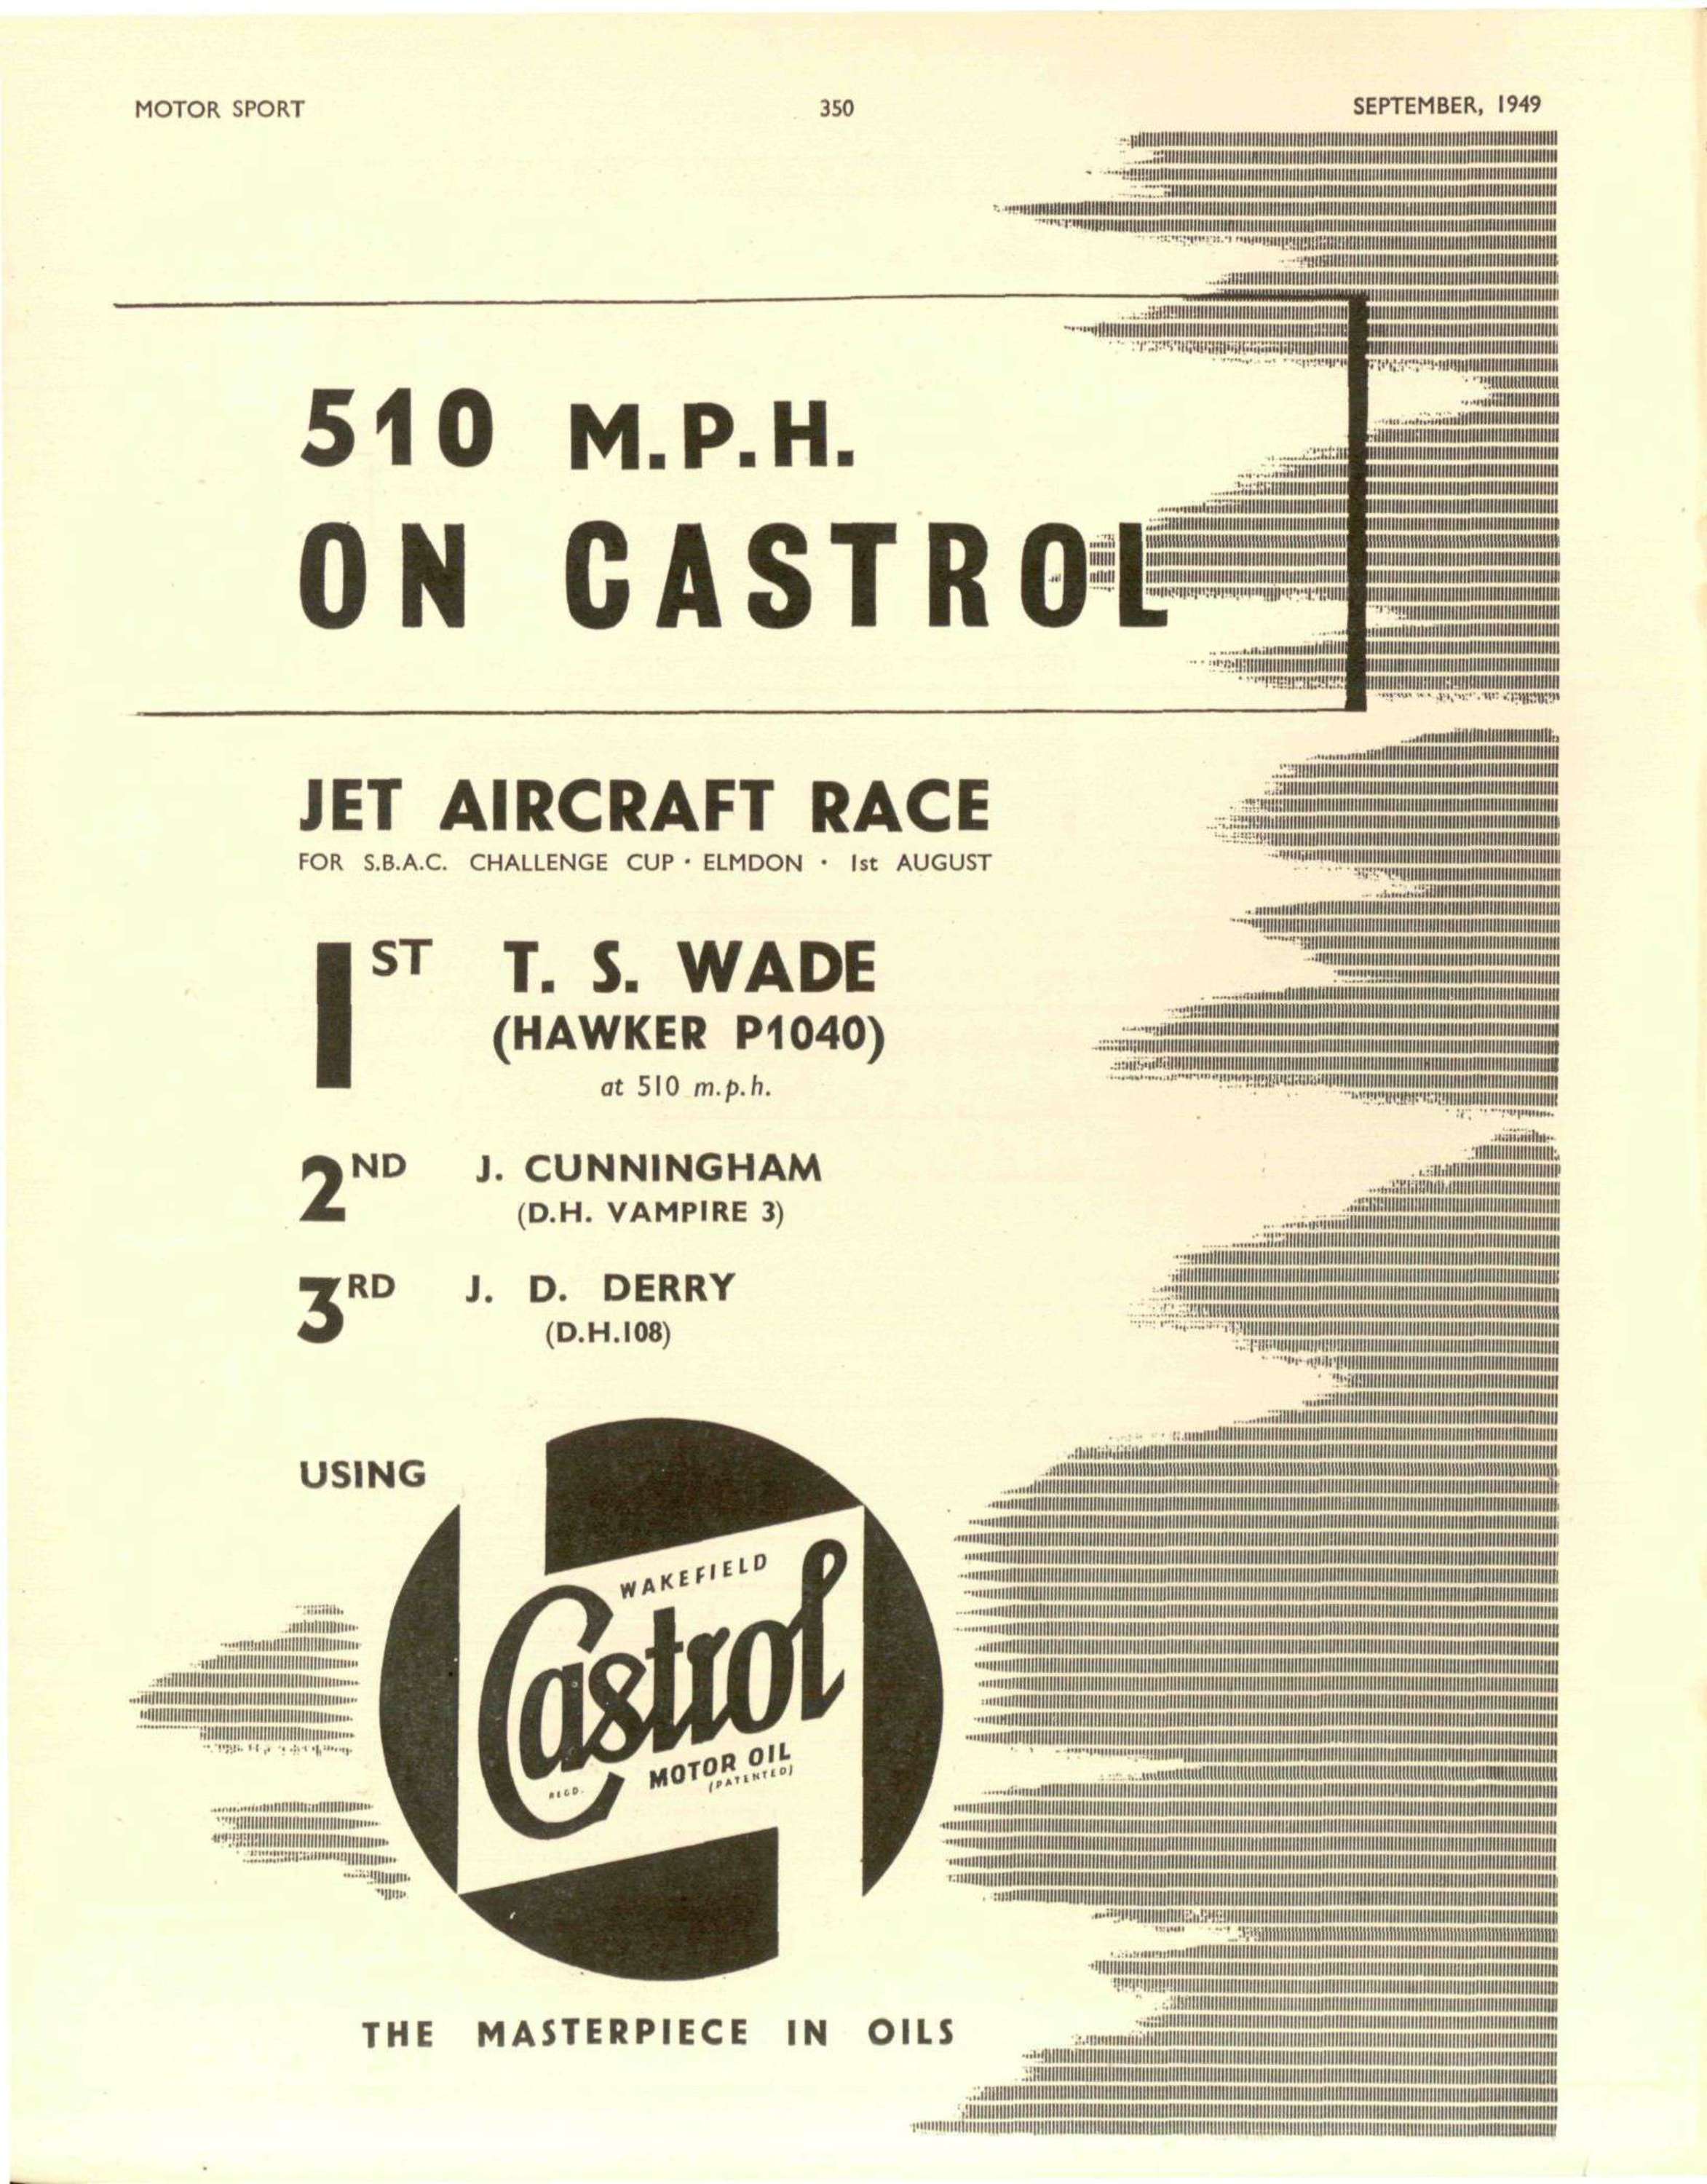 MOTOR SPORT 350 SEPTEMBER, 1949
510 M.P.H.
ON CASTROL
JET AIRCRAFT RACE
FOR S.B.A.C. CHALLENGE CUP · ELMDON · 1st AUGUST
1ST T. S. WADE
(HAWKER P1040)
at 510 m.p.h.
2ND J. CUNNINGHAM
(D.H. VAMPIRE 3)
3RD J. D. DERRY
(D.H.108)
USING
WAKEFIELD
Castrol
REGD.
MOTOR OIL
(PATENTED)
THE MASTERPIECE IN OILS